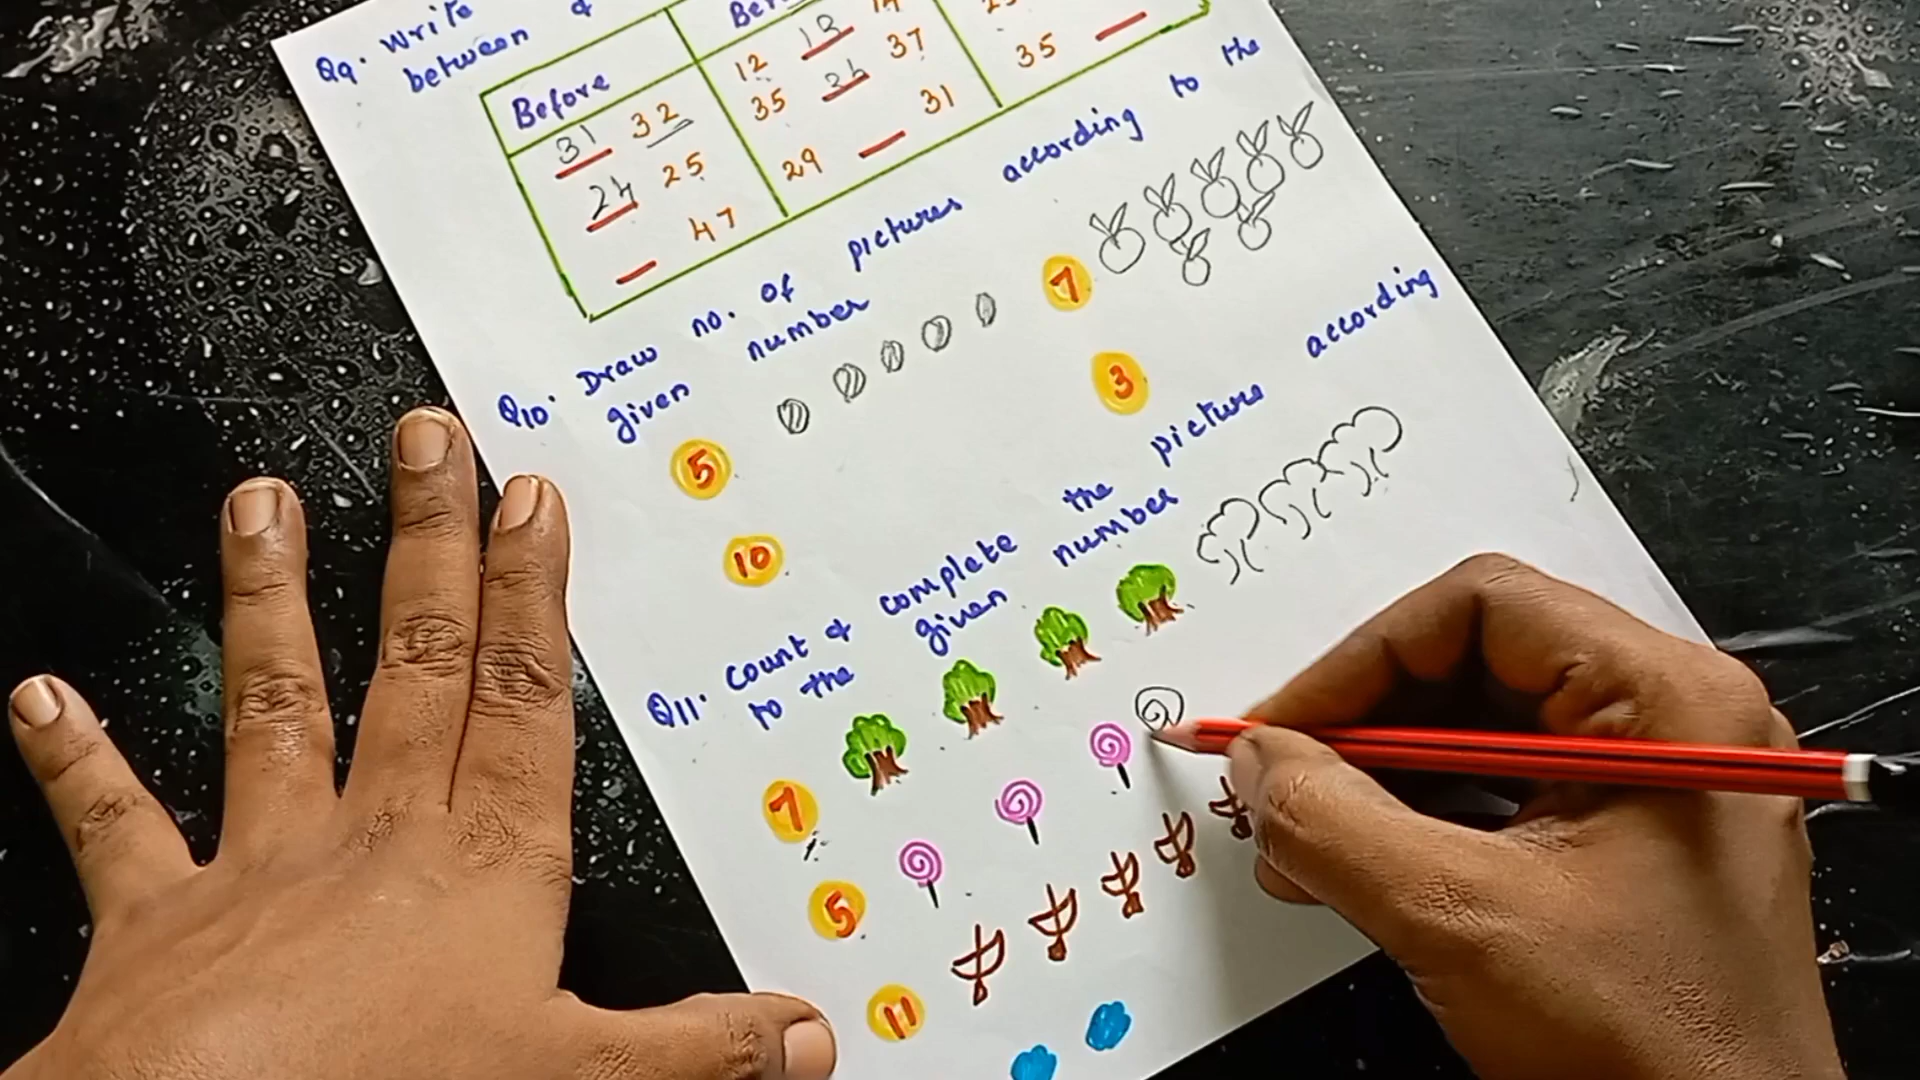 Q9. Write
between &
Before
31 32
24 25
47
12 13 14
35 36 37
29 31
35
Q10. Draw no. of pictures according to the
given number
5
7
10
3
Q11. Count & complete the picture according
to the given number
7
5
11